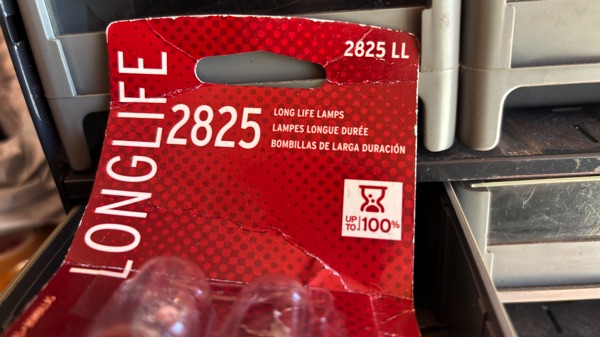 2825 LL
LONGLIFE
2825
LONG LIFE LAMPS
LAMPES LONGUE DURÉE
BOMBILLAS DE LARGA DURACIÓN
UP TO 100%